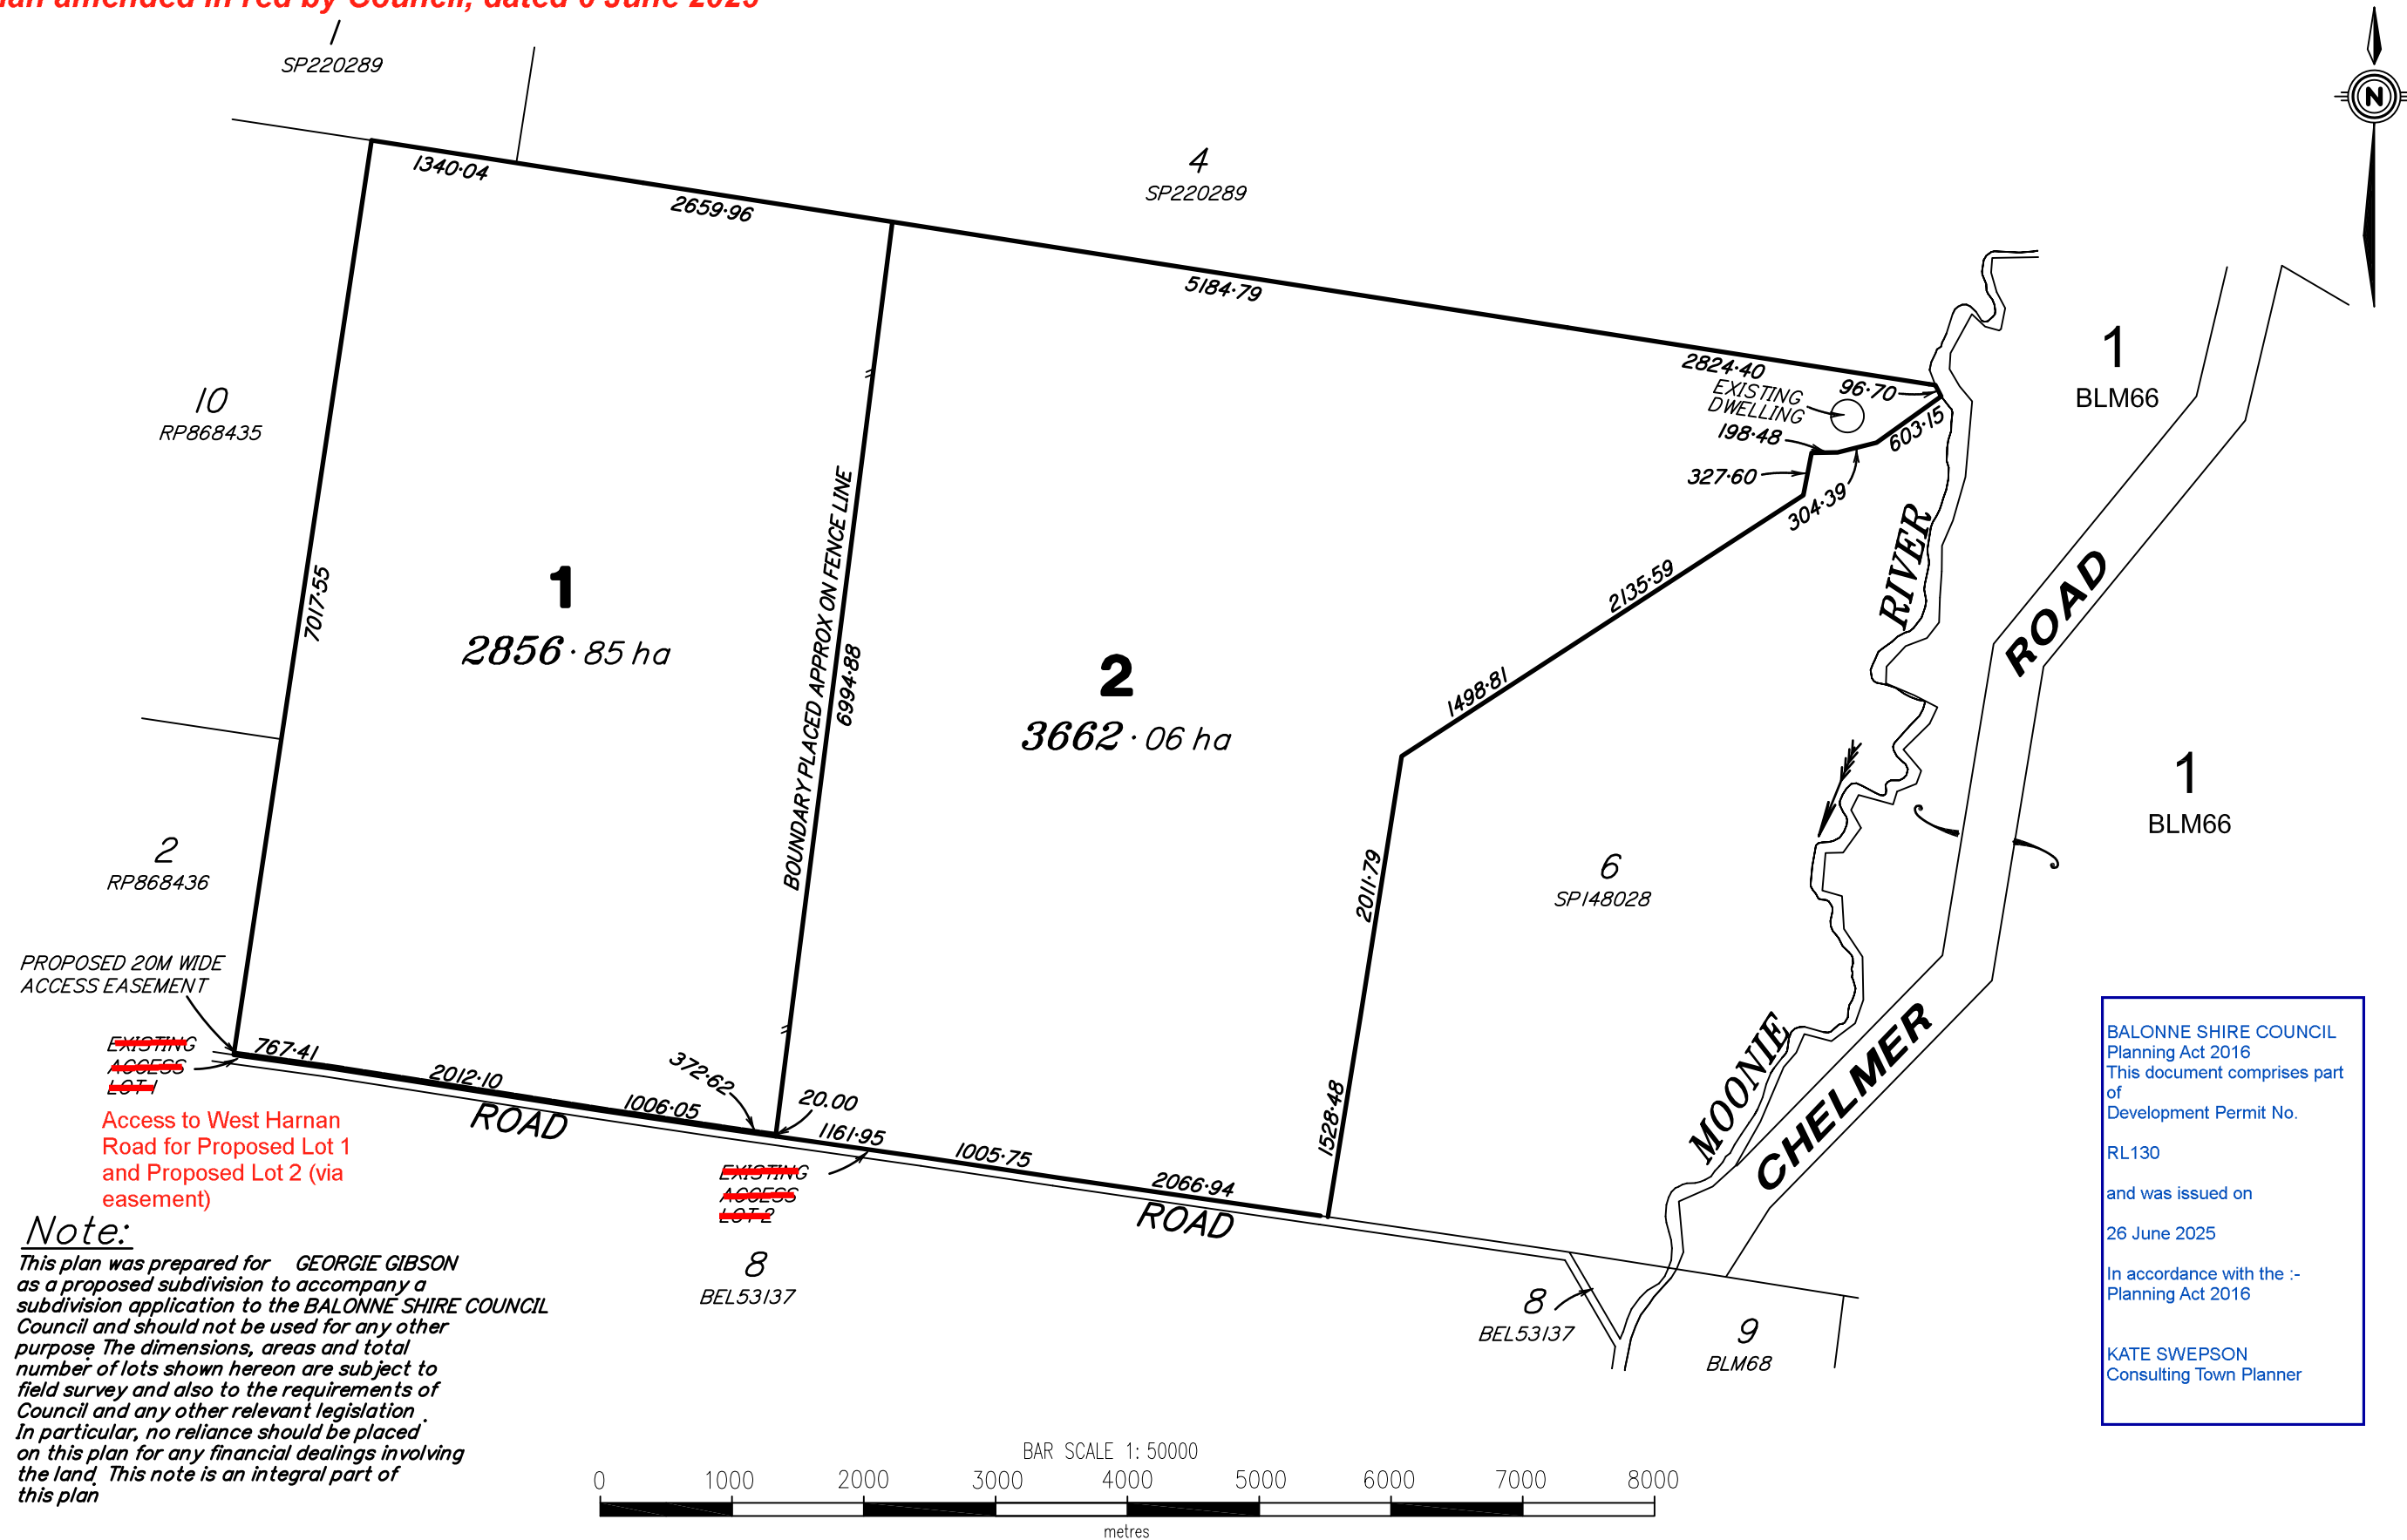 plan amended in red by Council, dated 6 June 2025
1
SP220289
4
SP220289
N
1340·04
2659·96
5184·79
2824·40
EXISTING
DWELLING
96·70
198·48
603·15
327·60
304·39
1
BLM66
10
RP868435
7017·55
1
2856·85 ha
BOUNDARY PLACED APPROX ON FENCE LINE
6994·88
2
3662·06 ha
2135·59
1498·81
RIVER
ROAD
1
BLM66
2
RP868436
2011·79
6
SP148028
PROPOSED 20M WIDE
ACCESS EASEMENT
EXISTING
ACCESS
LOT 1
767·41
2012·10
1006·05
372·62
20.00
1161·95
1005·75
2066·94
1528·48
ROAD
ROAD
MOONIE
CHELMER
Access to West Harnan
Road for Proposed Lot 1
and Proposed Lot 2 (via
easement)
EXISTING
ACCESS
LOT 2
8
BEL53137
8
BEL53137
9
BLM68
Note:
This plan was prepared for GEORGIE GIBSON
as a proposed subdivision to accompany a
subdivision application to the BALONNE SHIRE COUNCIL
Council and should not be used for any other
purpose. The dimensions, areas and total
number of lots shown hereon are subject to
field survey and also to the requirements of
Council and any other relevant legislation.
In particular, no reliance should be placed
on this plan for any financial dealings involving
the land. This note is an integral part of
this plan
BAR SCALE 1: 50000
0 1000 2000 3000 4000 5000 6000 7000 8000
metres
BALONNE SHIRE COUNCIL
Planning Act 2016
This document comprises part
of
Development Permit No.
RL130
and was issued on
26 June 2025
In accordance with the :-
Planning Act 2016
KATE SWEPSON
Consulting Town Planner